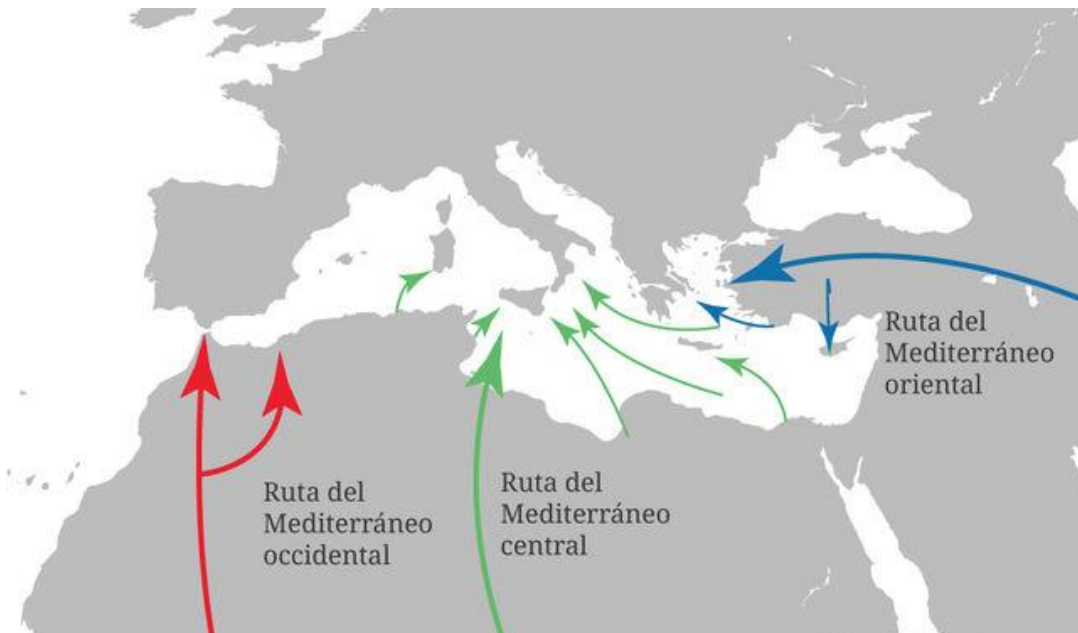 Ruta del
Mediterráneo
occidental
Ruta del
Mediterráneo
central
Ruta del
Mediterráneo
oriental